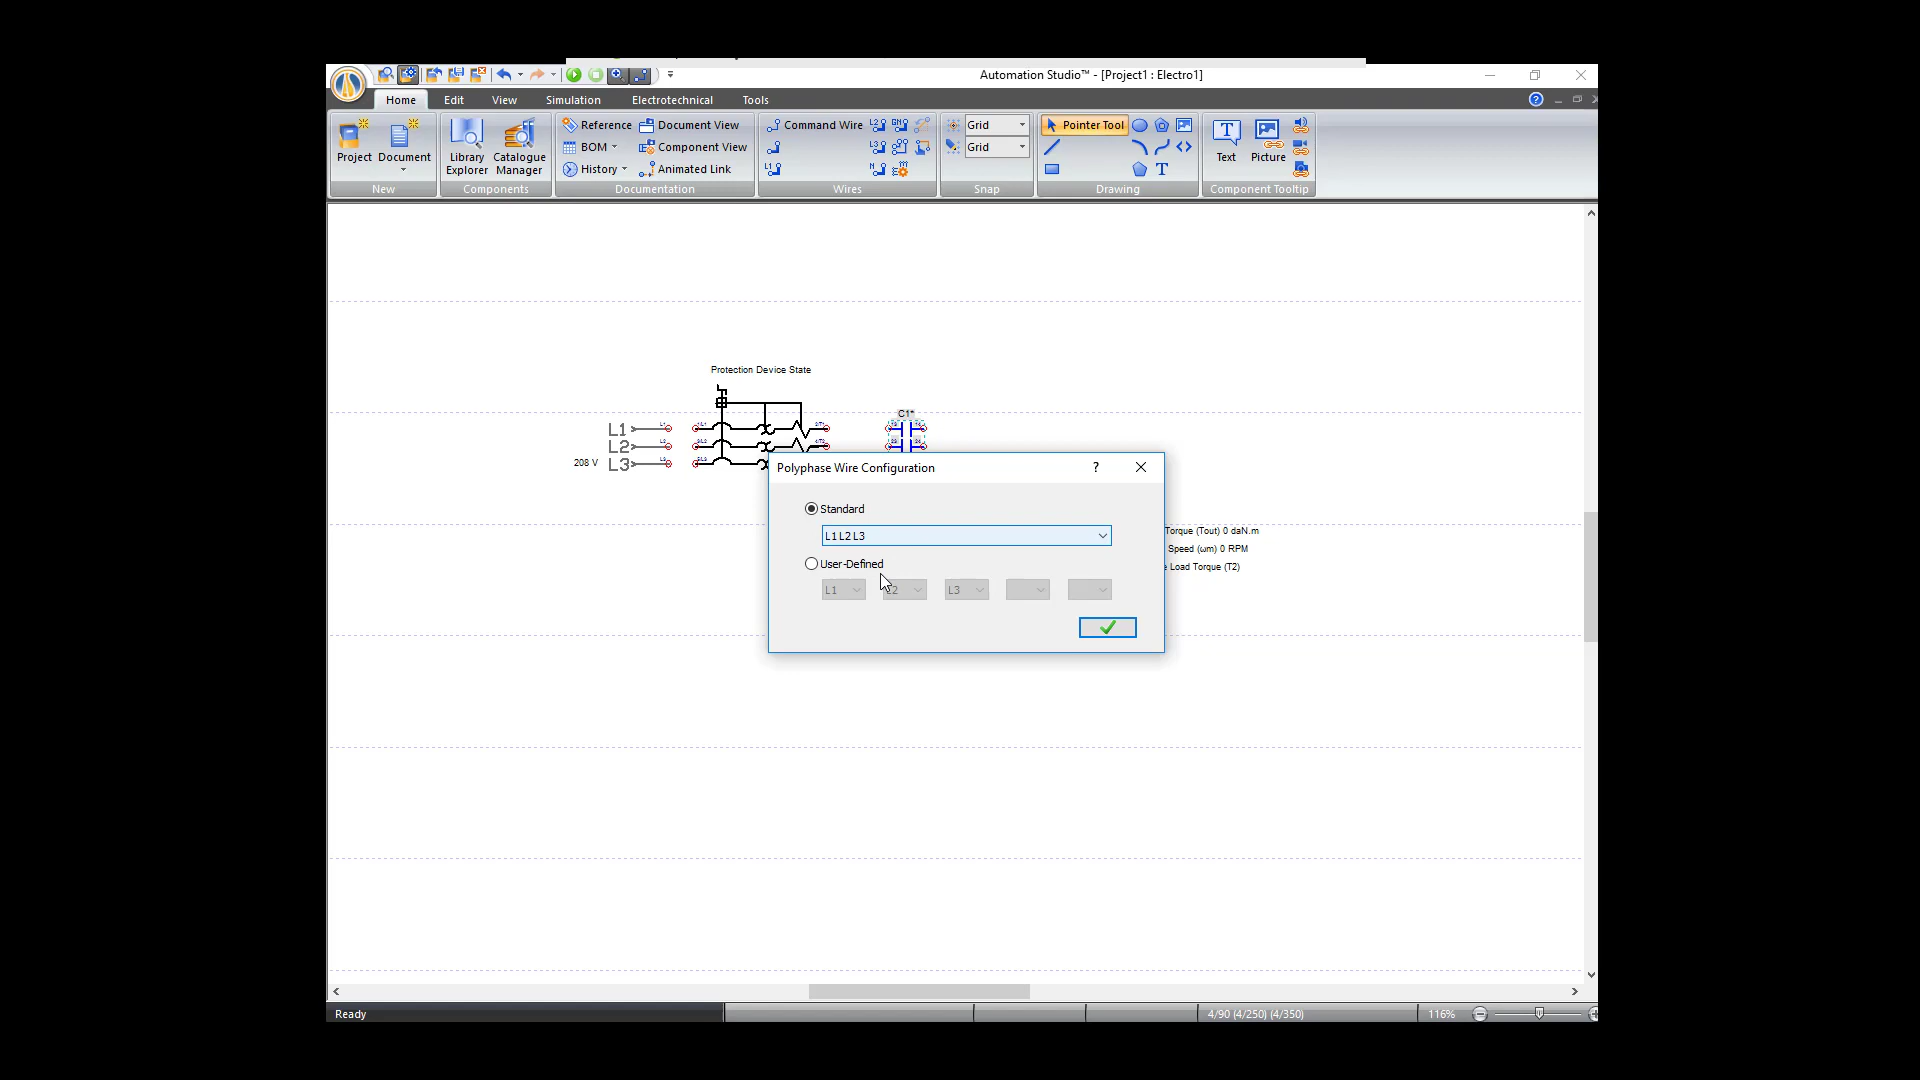 Automation Studio™ - [Project1 : Electro1]
Home Edit View Simulation Electrotechnical Tools
Project Document
New
Library Explorer Catalogue Manager
Components
Reference Document View
BOM Component View
History Animated Link
Documentation
Command Wire L2 GN
L3
L1 N
Wires
Grid
Grid
Snap
Pointer Tool
Drawing
Text Picture
Component Tooltip
Protection Device State
C1*
L1
L2
208 V L3
Polyphase Wire Configuration ?
Standard
L1L2L3
User-Defined
L1 L2 L3
Torque (Tout) 0 daN.m
Speed (ωm) 0 RPM
Load Torque (T2)
Ready 4/90 (4/250) (4/350) 116%